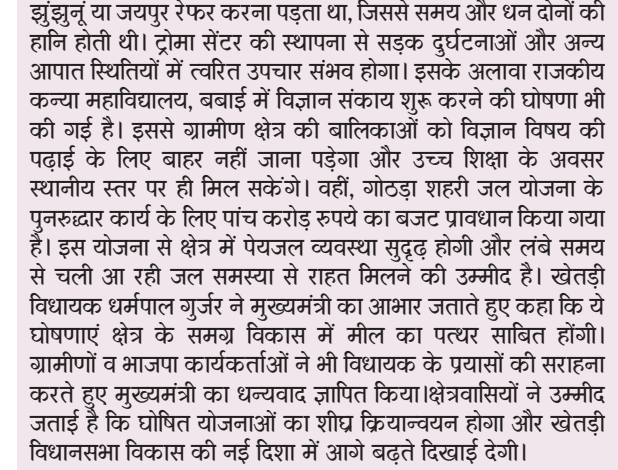 झुंझुनूं या जयपुर रेफर करना पड़ता था, जिससे समय और धन दोनों की
हानि होती थी। ट्रोमा सेंटर की स्थापना से सड़क दुर्घटनाओं और अन्य
आपात स्थितियों में त्वरित उपचार संभव होगा। इसके अलावा राजकीय
कन्या महाविद्यालय, बबाई में विज्ञान संकाय शुरू करने की घोषणा भी
की गई है। इससे ग्रामीण क्षेत्र की बालिकाओं को विज्ञान विषय की
पढ़ाई के लिए बाहर नहीं जाना पड़ेगा और उच्च शिक्षा के अवसर
स्थानीय स्तर पर ही मिल सकेंगे। वहीं, गोठड़ा शहरी जल योजना के
पुनरुद्धार कार्य के लिए पांच करोड़ रुपये का बजट प्रावधान किया गया
है। इस योजना से क्षेत्र में पेयजल व्यवस्था सुदृढ़ होगी और लंबे समय
से चली आ रही जल समस्या से राहत मिलने की उम्मीद है। खेतड़ी
विधायक धर्मपाल गुर्जर ने मुख्यमंत्री का आभार जताते हुए कहा कि ये
घोषणाएं क्षेत्र के समग्र विकास में मील का पत्थर साबित होंगी।
ग्रामीणों व भाजपा कार्यकर्ताओं ने भी विधायक के प्रयासों की सराहना
करते हुए मुख्यमंत्री का धन्यवाद ज्ञापित किया।क्षेत्रवासियों ने उम्मीद
जताई है कि घोषित योजनाओं का शीघ्र क्रियान्वयन होगा और खेतड़ी
विधानसभा विकास की नई दिशा में आगे बढ़ते दिखाई देगी।